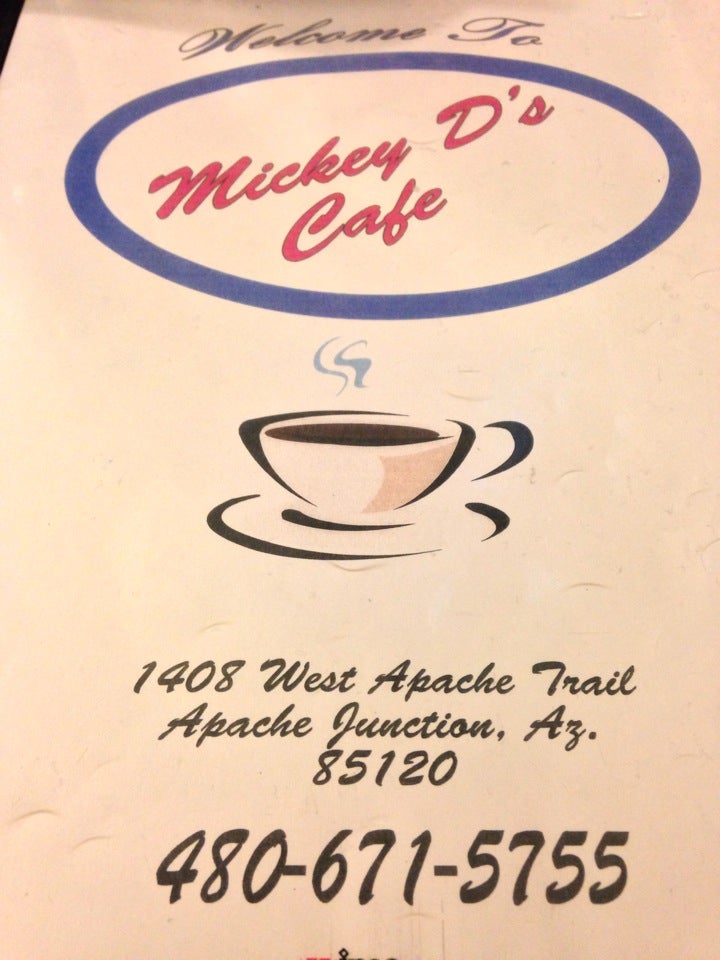 Welcome To
Mickey D's
Cafe
1408 West Apache Trail
Apache Junction, Az.
85120
480-671-5755